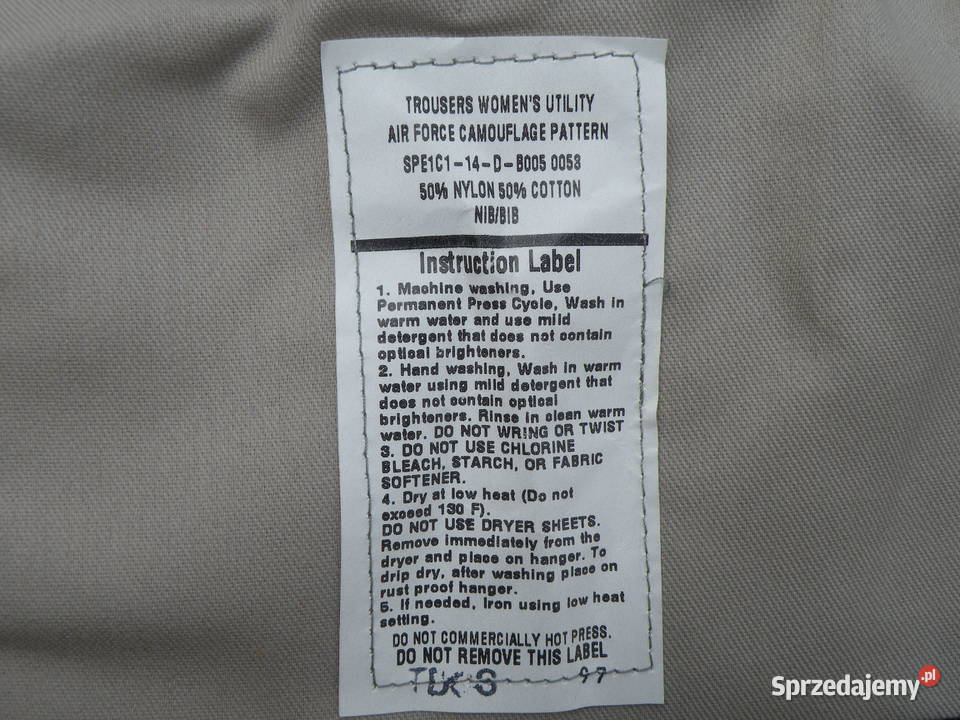 TROUSERS WOMEN'S UTILITY
AIR FORCE CAMOUFLAGE PATTERN
SPE1C1-14-D-B005 0053
50% NYLON 50% COTTON
NIB/BIB
Instruction Label
1. Machine washing, Use
Permanent Press Cycle, Wash in
warm water and use mild
detergent that does not contain
optical brighteners.
2. Hand washing, Wash in warm
water using mild detergent that
does not contain optical
brighteners. Rinse in clean warm
water. DO NOT WRING OR TWIST
3. DO NOT USE CHLORINE
BLEACH, STARCH, OR FABRIC
SOFTENER.
4. Dry at low heat (Do not
exceed 130 F).
DO NOT USE DRYER SHEETS.
Remove immediately from the
dryer and place on hanger. To
drip dry, after washing place on
rust proof hanger.
5. If needed, Iron using low heat
setting.
DO NOT COMMERCIALLY HOT PRESS.
DO NOT REMOVE THIS LABEL
97
Sprzedajemy.pl